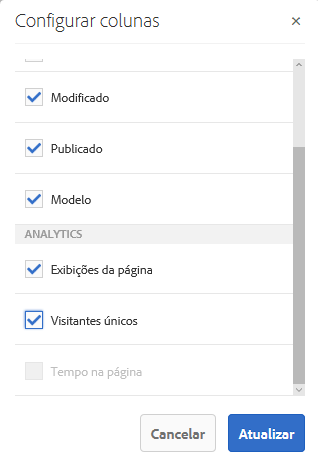 Configurar colunas
Modificado
Publicado
Modelo
ANALYTICS
Exibições da página
Visitantes únicos
Tempo na página
Cancelar
Atualizar